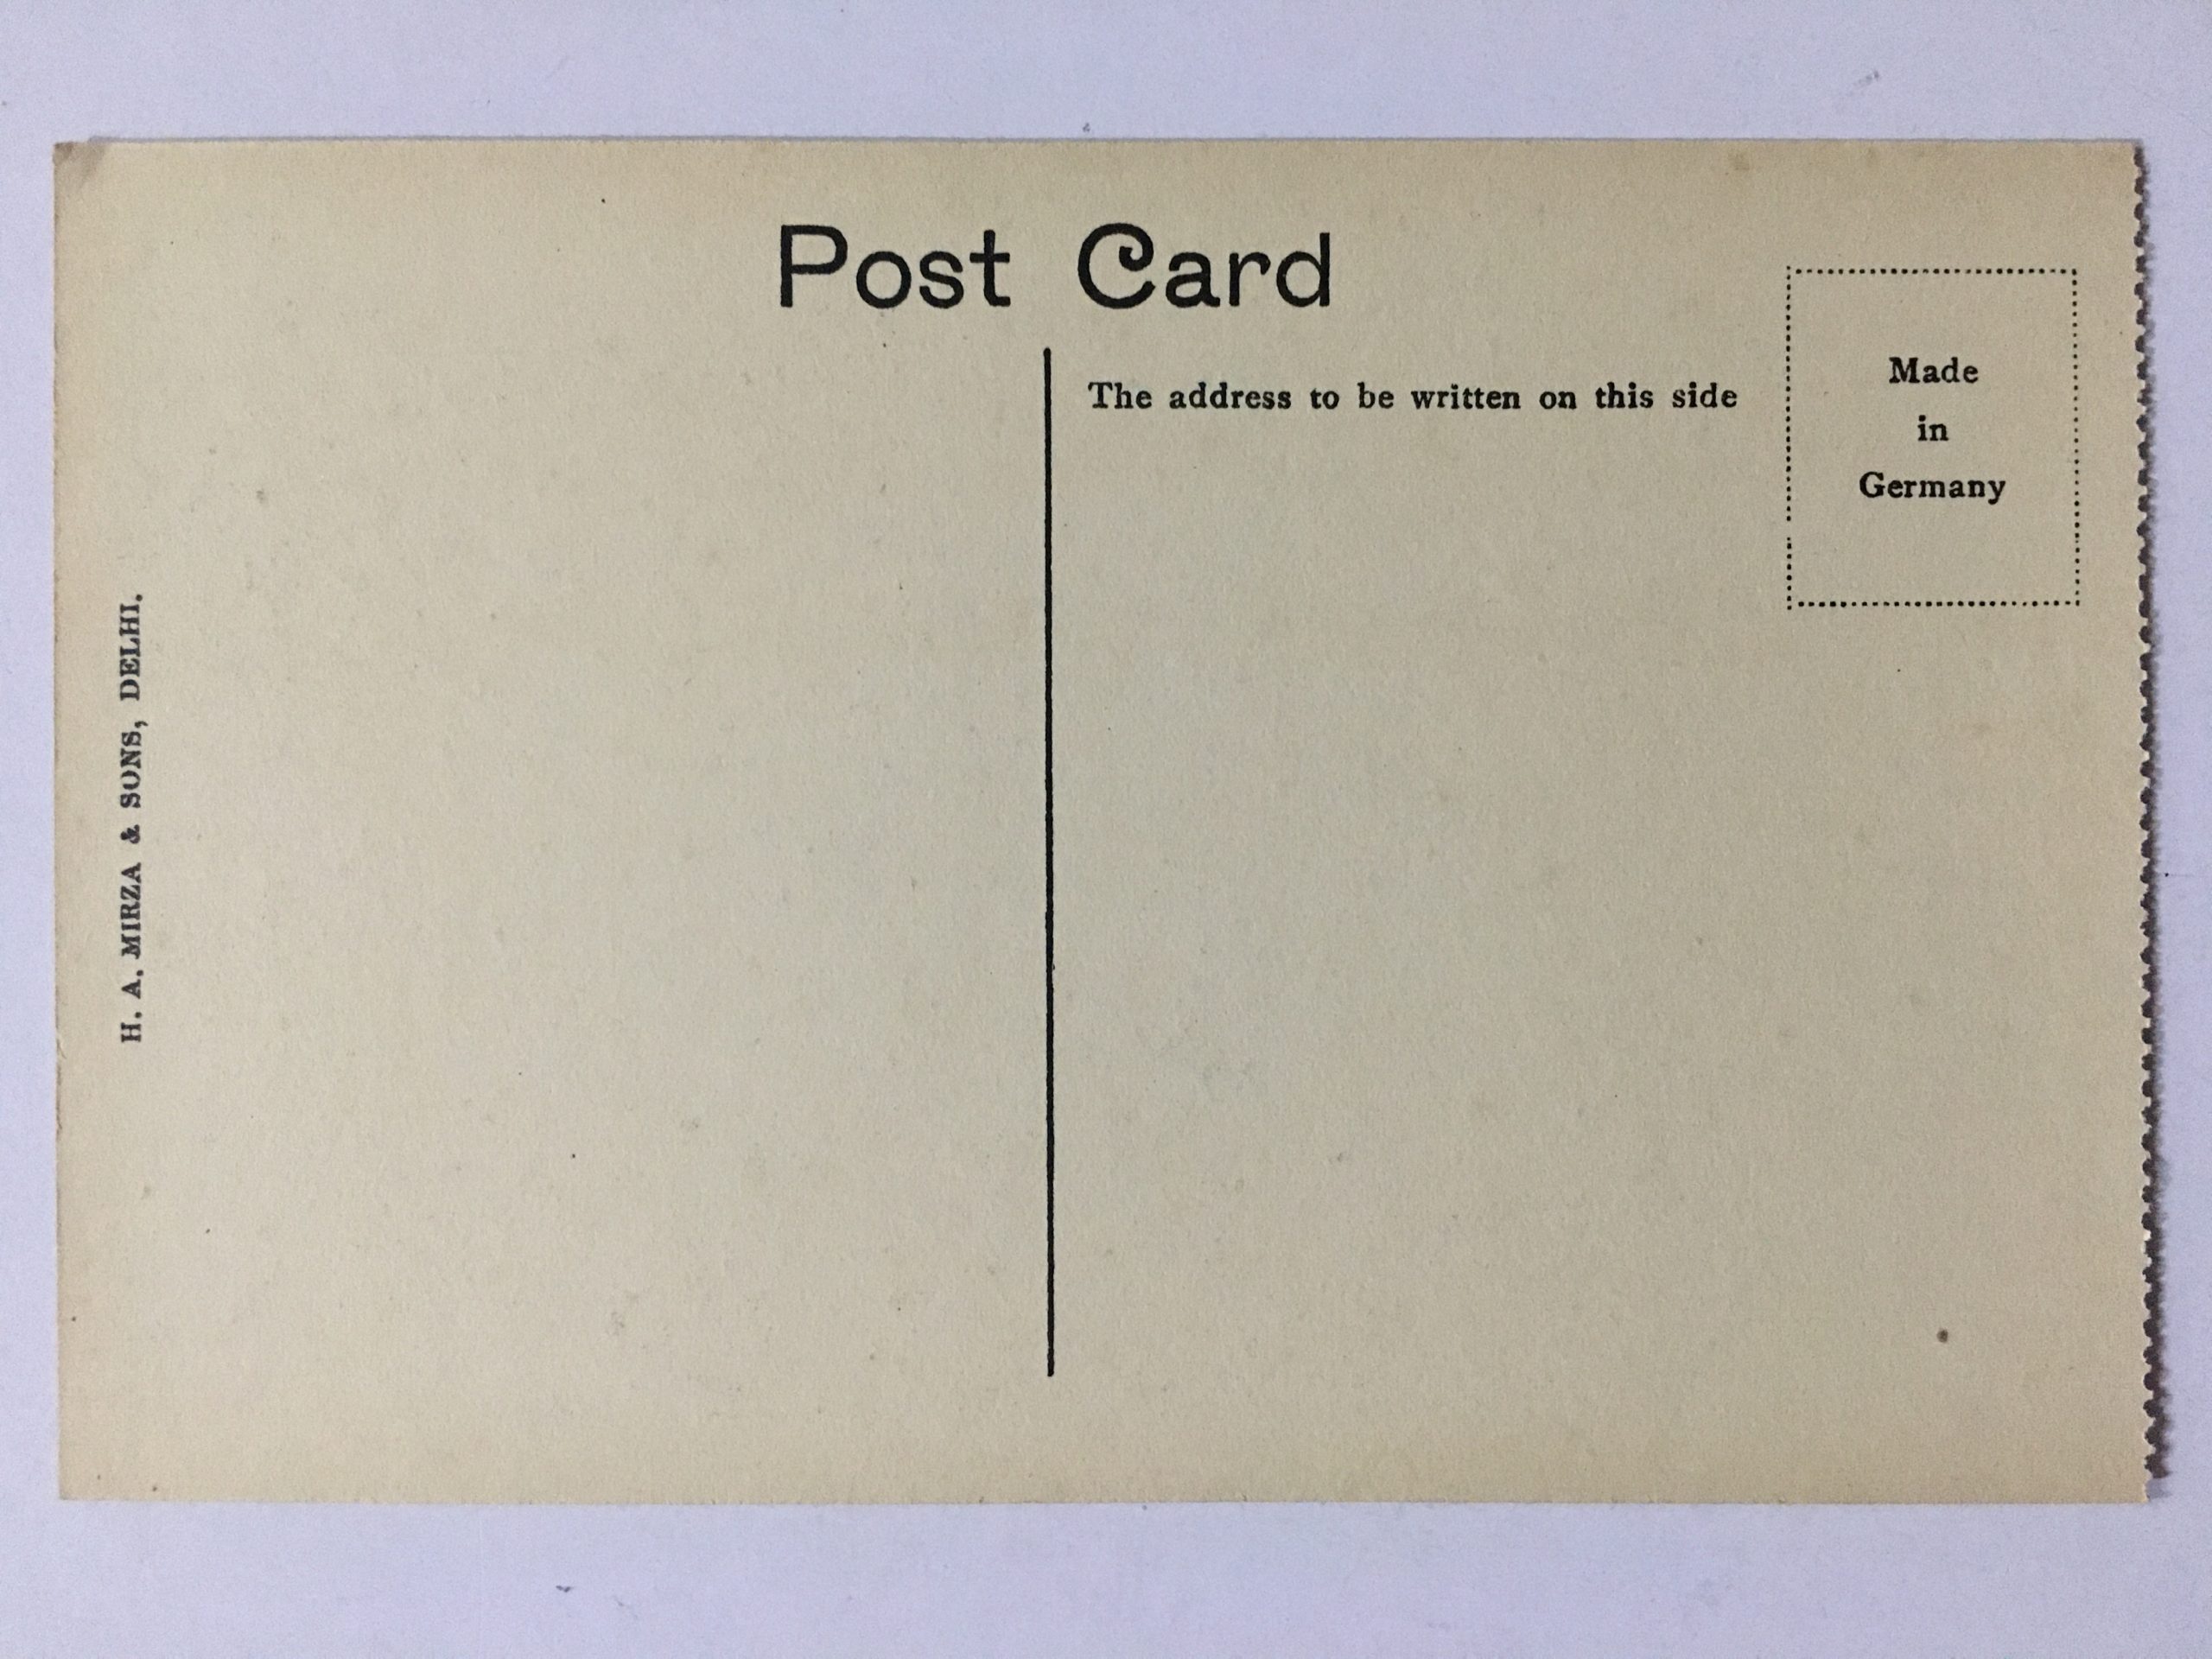 Post Card
The address to be written on this side
Made
in
Germany
H. A. MIRZA & SONS, DELHI.